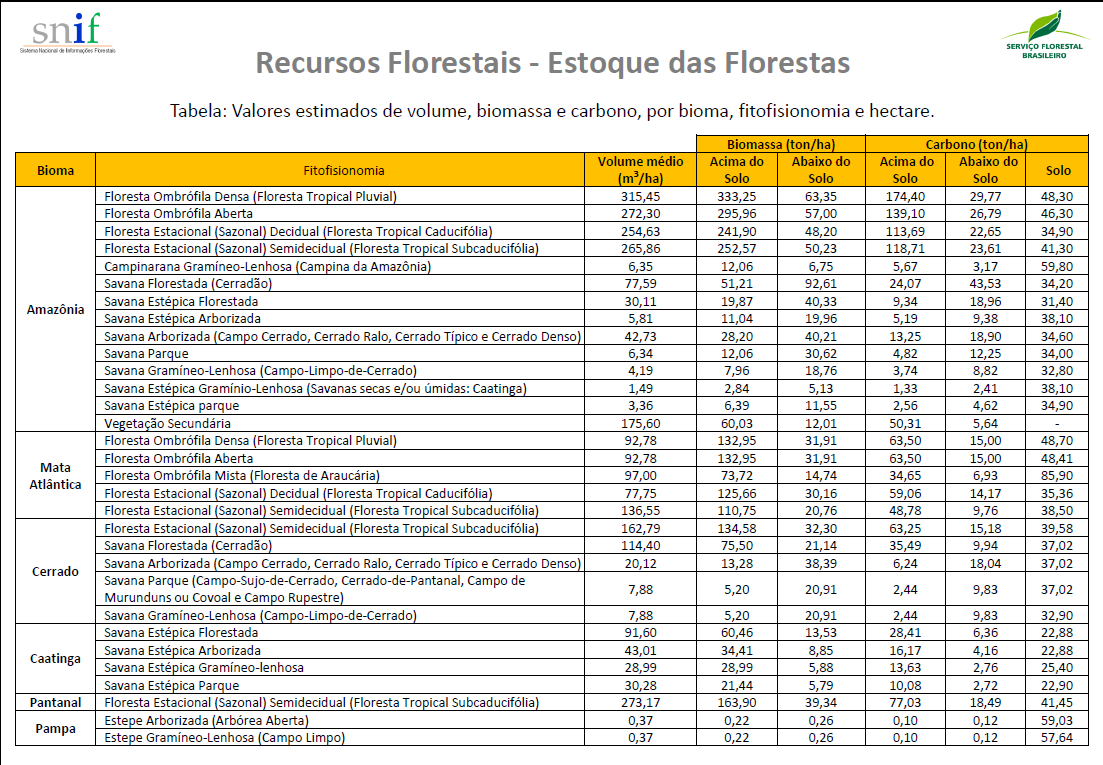 snif
Sistema Nacional de Informações Florestais
SERVIÇO FLORESTAL
BRASILEIRO
Recursos Florestais - Estoque das Florestas
Tabela: Valores estimados de volume, biomassa e carbono, por bioma, fitofisionomia e hectare.
Biomassa (ton/ha) Carbono (ton/ha)
Bioma Fitofisionomia Volume médio (m³/ha) Acima do Solo Abaixo do Solo Acima do Solo Abaixo do Solo Solo
Amazônia
Floresta Ombrófila Densa (Floresta Tropical Pluvial) 315,45 333,25 63,35 174,40 29,77 48,30
Floresta Ombrófila Aberta 272,30 295,96 57,00 139,10 26,79 46,30
Floresta Estacional (Sazonal) Decidual (Floresta Tropical Caducifólia) 254,63 241,90 48,20 113,69 22,65 34,90
Floresta Estacional (Sazonal) Semidecidual (Floresta Tropical Subcaducifólia) 265,86 252,57 50,23 118,71 23,61 41,30
Campinarana Gramíneo-Lenhosa (Campina da Amazônia) 6,35 12,06 6,75 5,67 3,17 59,80
Savana Florestada (Cerradão) 77,59 51,21 92,61 24,07 43,53 34,20
Savana Estépica Florestada 30,11 19,87 40,33 9,34 18,96 31,40
Savana Estépica Arborizada 5,81 11,04 19,96 5,19 9,38 38,10
Savana Arborizada (Campo Cerrado, Cerrado Ralo, Cerrado Típico e Cerrado Denso) 42,73 28,20 40,21 13,25 18,90 34,60
Savana Parque 6,34 12,06 30,62 4,82 12,25 34,00
Savana Gramíneo-Lenhosa (Campo-Limpo-de-Cerrado) 4,19 7,96 18,76 3,74 8,82 32,80
Savana Estépica Gramínio-Lenhosa (Savanas secas e/ou úmidas: Caatinga) 1,49 2,84 5,13 1,33 2,41 38,10
Savana Estépica parque 3,36 6,39 11,55 2,56 4,62 34,90
Vegetação Secundária 175,60 60,03 12,01 50,31 5,64 -
Mata Atlântica
Floresta Ombrófila Densa (Floresta Tropical Pluvial) 92,78 132,95 31,91 63,50 15,00 48,70
Floresta Ombrófila Aberta 92,78 132,95 31,91 63,50 15,00 48,41
Floresta Ombrófila Mista (Floresta de Araucária) 97,00 73,72 14,74 34,65 6,93 85,90
Floresta Estacional (Sazonal) Decidual (Floresta Tropical Caducifólia) 77,75 125,66 30,16 59,06 14,17 35,36
Floresta Estacional (Sazonal) Semidecidual (Floresta Tropical Subcaducifólia) 136,55 110,75 20,76 48,78 9,76 38,50
Cerrado
Floresta Estacional (Sazonal) Semidecidual (Floresta Tropical Subcaducifólia) 162,79 134,58 32,30 63,25 15,18 39,58
Savana Florestada (Cerradão) 114,40 75,50 21,14 35,49 9,94 37,02
Savana Arborizada (Campo Cerrado, Cerrado Ralo, Cerrado Típico e Cerrado Denso) 20,12 13,28 38,39 6,24 18,04 37,02
Savana Parque (Campo-Sujo-de-Cerrado, Cerrado-de-Pantanal, Campo de
Murunduns ou Covoal e Campo Rupestre) 7,88 5,20 20,91 2,44 9,83 37,02
Savana Gramíneo-Lenhosa (Campo-Limpo-de-Cerrado) 7,88 5,20 20,91 2,44 9,83 32,90
Caatinga
Savana Estépica Florestada 91,60 60,46 13,53 28,41 6,36 22,88
Savana Estépica Arborizada 43,01 34,41 8,85 16,17 4,16 22,88
Savana Estépica Gramíneo-lenhosa 28,99 28,99 5,88 13,63 2,76 25,40
Savana Estépica Parque 30,28 21,44 5,79 10,08 2,72 22,90
Pantanal Floresta Estacional (Sazonal) Semidecidual (Floresta Tropical Subcaducifólia) 273,17 163,90 39,34 77,03 18,49 41,45
Pampa
Estepe Arborizada (Arbórea Aberta) 0,37 0,22 0,26 0,10 0,12 59,03
Estepe Gramíneo-Lenhosa (Campo Limpo) 0,37 0,22 0,26 0,10 0,12 57,64